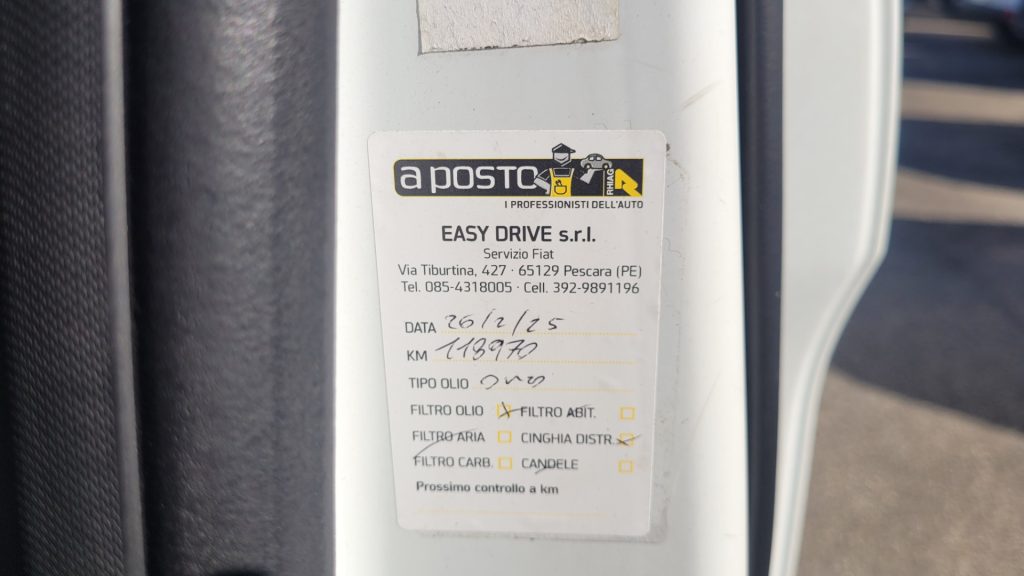 a posto
RHIAG
I PROFESSIONISTI DELL'AUTO
EASY DRIVE s.r.l.
Servizio Fiat
Via Tiburtina, 427 · 65129 Pescara (PE)
Tel. 085-4318005 · Cell. 392-9891196
DATA 26/2/25
KM 118970
TIPO OLIO
FILTRO OLIO FILTRO ABIT.
FILTRO ARIA CINGHIA DISTR.
FILTRO CARB. CANDELE
Prossimo controllo a km